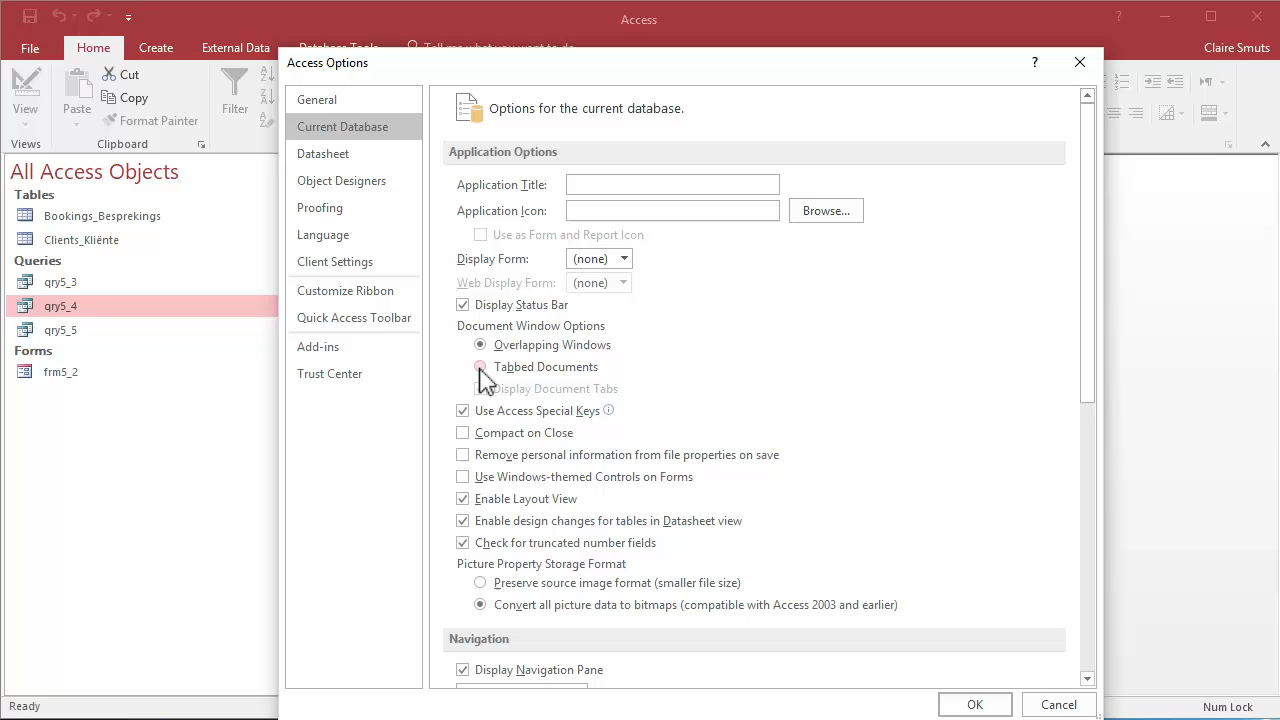 Access
?
File Home Create External Data Database Tools Tell me what you want to do Claire Smuts
View
Views
Paste
Cut
Copy
Format Painter
Clipboard
Filter
All Access Objects
Tables
Bookings_Besprekings
Clients_Kliënte
Queries
qry5_3
qry5_4
qry5_5
Forms
frm5_2
Access Options ?
General
Current Database
Datasheet
Object Designers
Proofing
Language
Client Settings
Customize Ribbon
Quick Access Toolbar
Add-ins
Trust Center
Options for the current database.
Application Options
Application Title:
Application Icon: Browse...
Use as Form and Report Icon
Display Form: (none)
Web Display Form: (none)
Display Status Bar
Document Window Options
Overlapping Windows
Tabbed Documents
Display Document Tabs
Use Access Special Keys
Compact on Close
Remove personal information from file properties on save
Use Windows-themed Controls on Forms
Enable Layout View
Enable design changes for tables in Datasheet view
Check for truncated number fields
Picture Property Storage Format
Preserve source image format (smaller file size)
Convert all picture data to bitmaps (compatible with Access 2003 and earlier)
Navigation
Display Navigation Pane
OK Cancel
Ready Num Lock